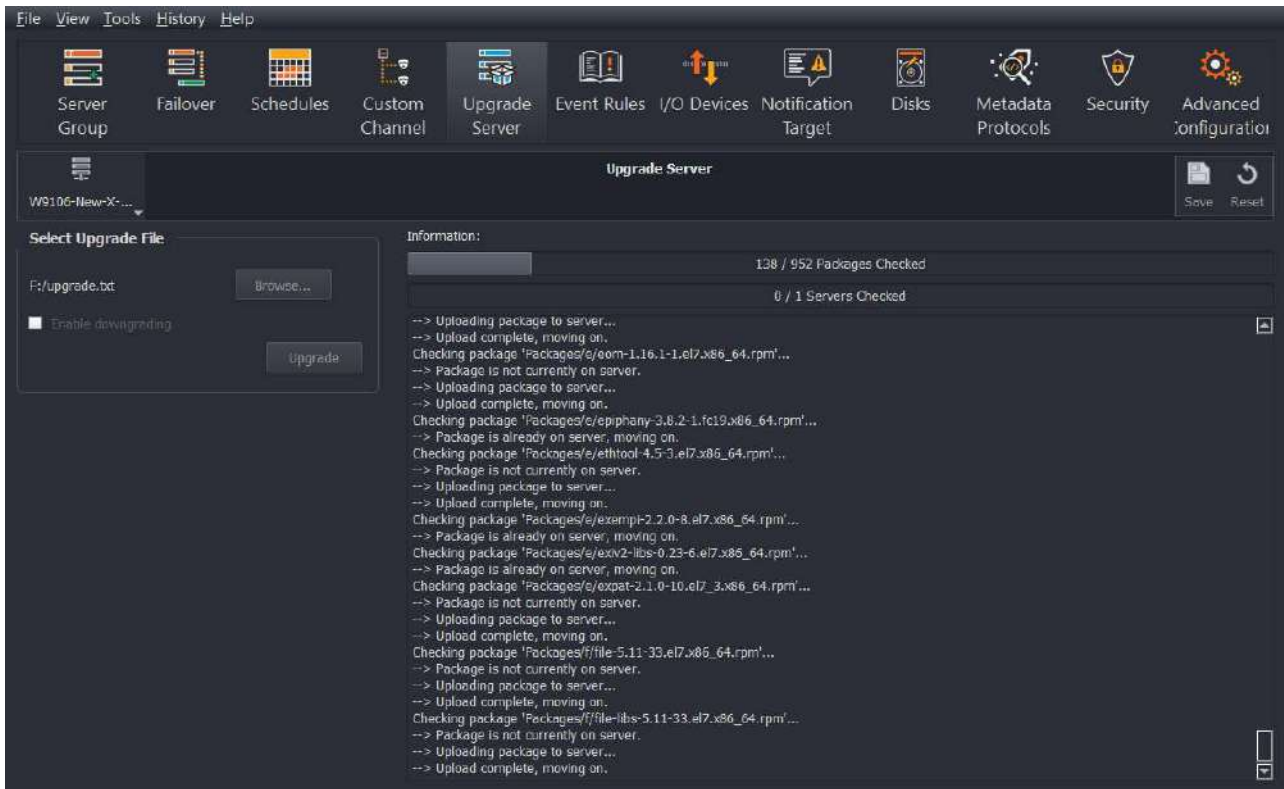 File View Tools History Help
Server Group
Failover
Schedules
Custom Channel
Upgrade Server
Event Rules
I/O Devices
Notification Target
Disks
Metadata Protocols
Security
Advanced Configuration
W9106-New-X-...
Upgrade Server
Save Reset
Select Upgrade File
F:/upgrade.txt
Browse...
Enable downgrading
Upgrade
Information:
138 / 952 Packages Checked
0 / 1 Servers Checked
--> Uploading package to server...
--> Upload complete, moving on.
Checking package 'Packages/e/eom-1.16.1-1.el7.x86_64.rpm'...
--> Package is not currently on server.
--> Uploading package to server...
--> Upload complete, moving on.
Checking package 'Packages/e/epiphany-3.8.2-1.fc19.x86_64.rpm'...
--> Package is already on server, moving on.
Checking package 'Packages/e/ethtool-4.5-3.el7.x86_64.rpm'...
--> Package is not currently on server.
--> Uploading package to server...
--> Upload complete, moving on.
Checking package 'Packages/e/exempi-2.2.0-8.el7.x86_64.rpm'...
--> Package is already on server, moving on.
Checking package 'Packages/e/exiv2-libs-0.23-6.el7.x86_64.rpm'...
--> Package is already on server, moving on.
Checking package 'Packages/e/expat-2.1.0-10.el7_3.x86_64.rpm'...
--> Package is not currently on server.
--> Uploading package to server...
--> Upload complete, moving on.
Checking package 'Packages/f/file-5.11-33.el7.x86_64.rpm'...
--> Package is not currently on server.
--> Uploading package to server...
--> Upload complete, moving on.
Checking package 'Packages/f/file-libs-5.11-33.el7.x86_64.rpm'...
--> Package is not currently on server.
--> Uploading package to server...
--> Upload complete, moving on.